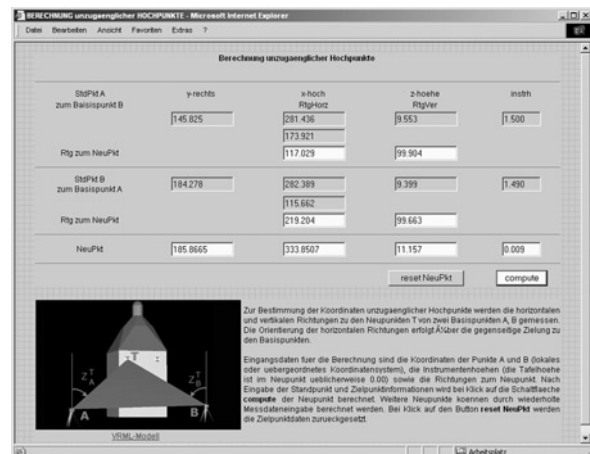 BERECHNUNG unzugaenglicher HOCHPUNKTE - Microsoft Internet Explorer
Datei Bearbeiten Ansicht Favoriten Extras ?
Berechnung unzugaenglicher Hochpunkte
StdPkt A y-rechts x-hoch z-hoehe instrh
zum Baisispunkt B RtgHorz RtgVer
145.825 281.436 9.553 1.500
173.921
Rtg zum NeuPkt 117.029 99.904
StdPkt B
zum Basispunkt A 184.278 282.389 9.399 1.490
115.662
Rtg zum NeuPkt 219.204 99.663
NeuPkt 185.8665 333.8507 11.157 0.009
reset NeuPkt compute
T
Z T A
Z T B
A B
VRML-Modell
Zur Bestimmung der Koordinaten unzugaenglicher Hochpunkte werden die horizontalen
und vertikalen Richtungen zu den Neupunkten T von zwei Basispunkten A, B gemessen.
Die Orientierung der horizontalen Richtungen erfolgt Ã¼ber die gegenseitige Zielung zu
den Basispunkten.
Eingangsdaten fuer die Berechnung sind die Koordinaten der Punkte A und B (lokales
oder uebergeordnetes Koordinatensystem), die Instrumentenhoehen (die Tafelhoehe
ist im Neupunkt ueblicherweise 0.00) sowie die Richtungen zum Neupunkt. Nach
Eingabe der Standpunkt und Zielpunktinformationen wird bei Klick auf die Schaltflaeche
compute der Neupunkt berechnet. Weitere Neupunkte koennen durch wiederholte
Messdateneingabe berechnet werden. Bei Klick auf den Button reset NeuPkt werden
die Zielpunktdaten zurueckgesetzt.
Arbeitsplatz